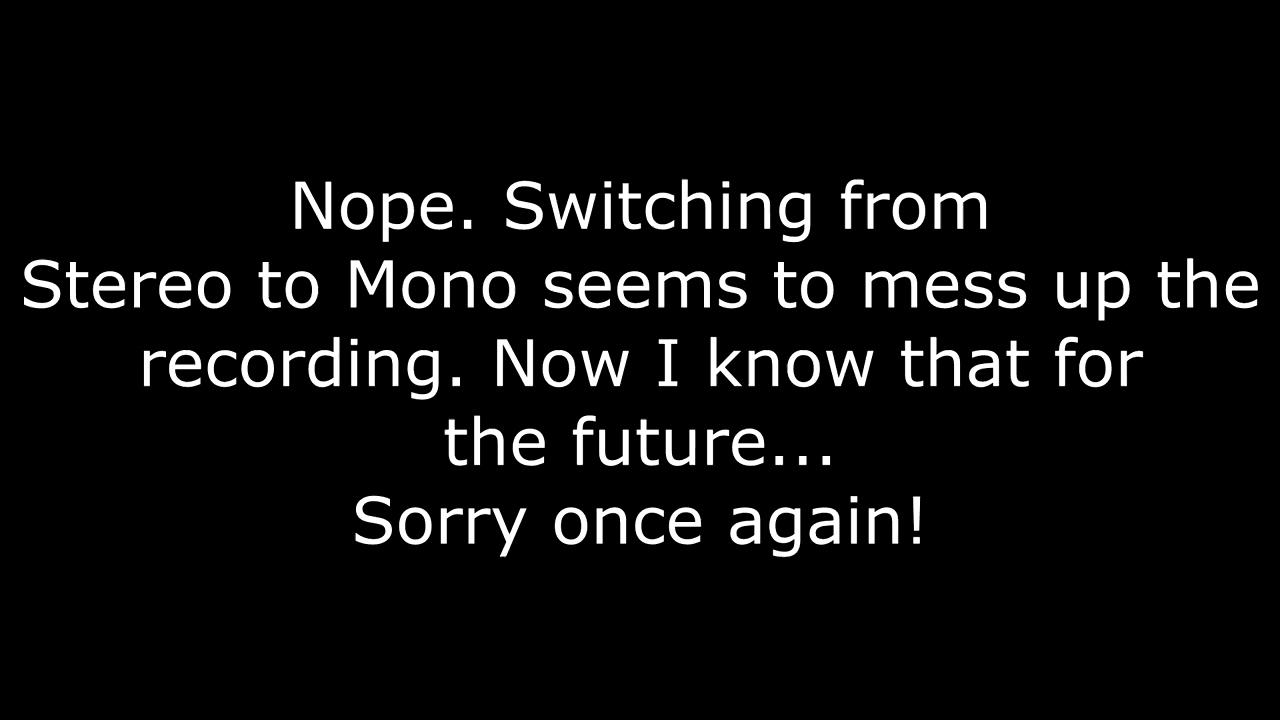 Nope. Switching from
Stereo to Mono seems to mess up the
recording. Now I know that for
the future...
Sorry once again!